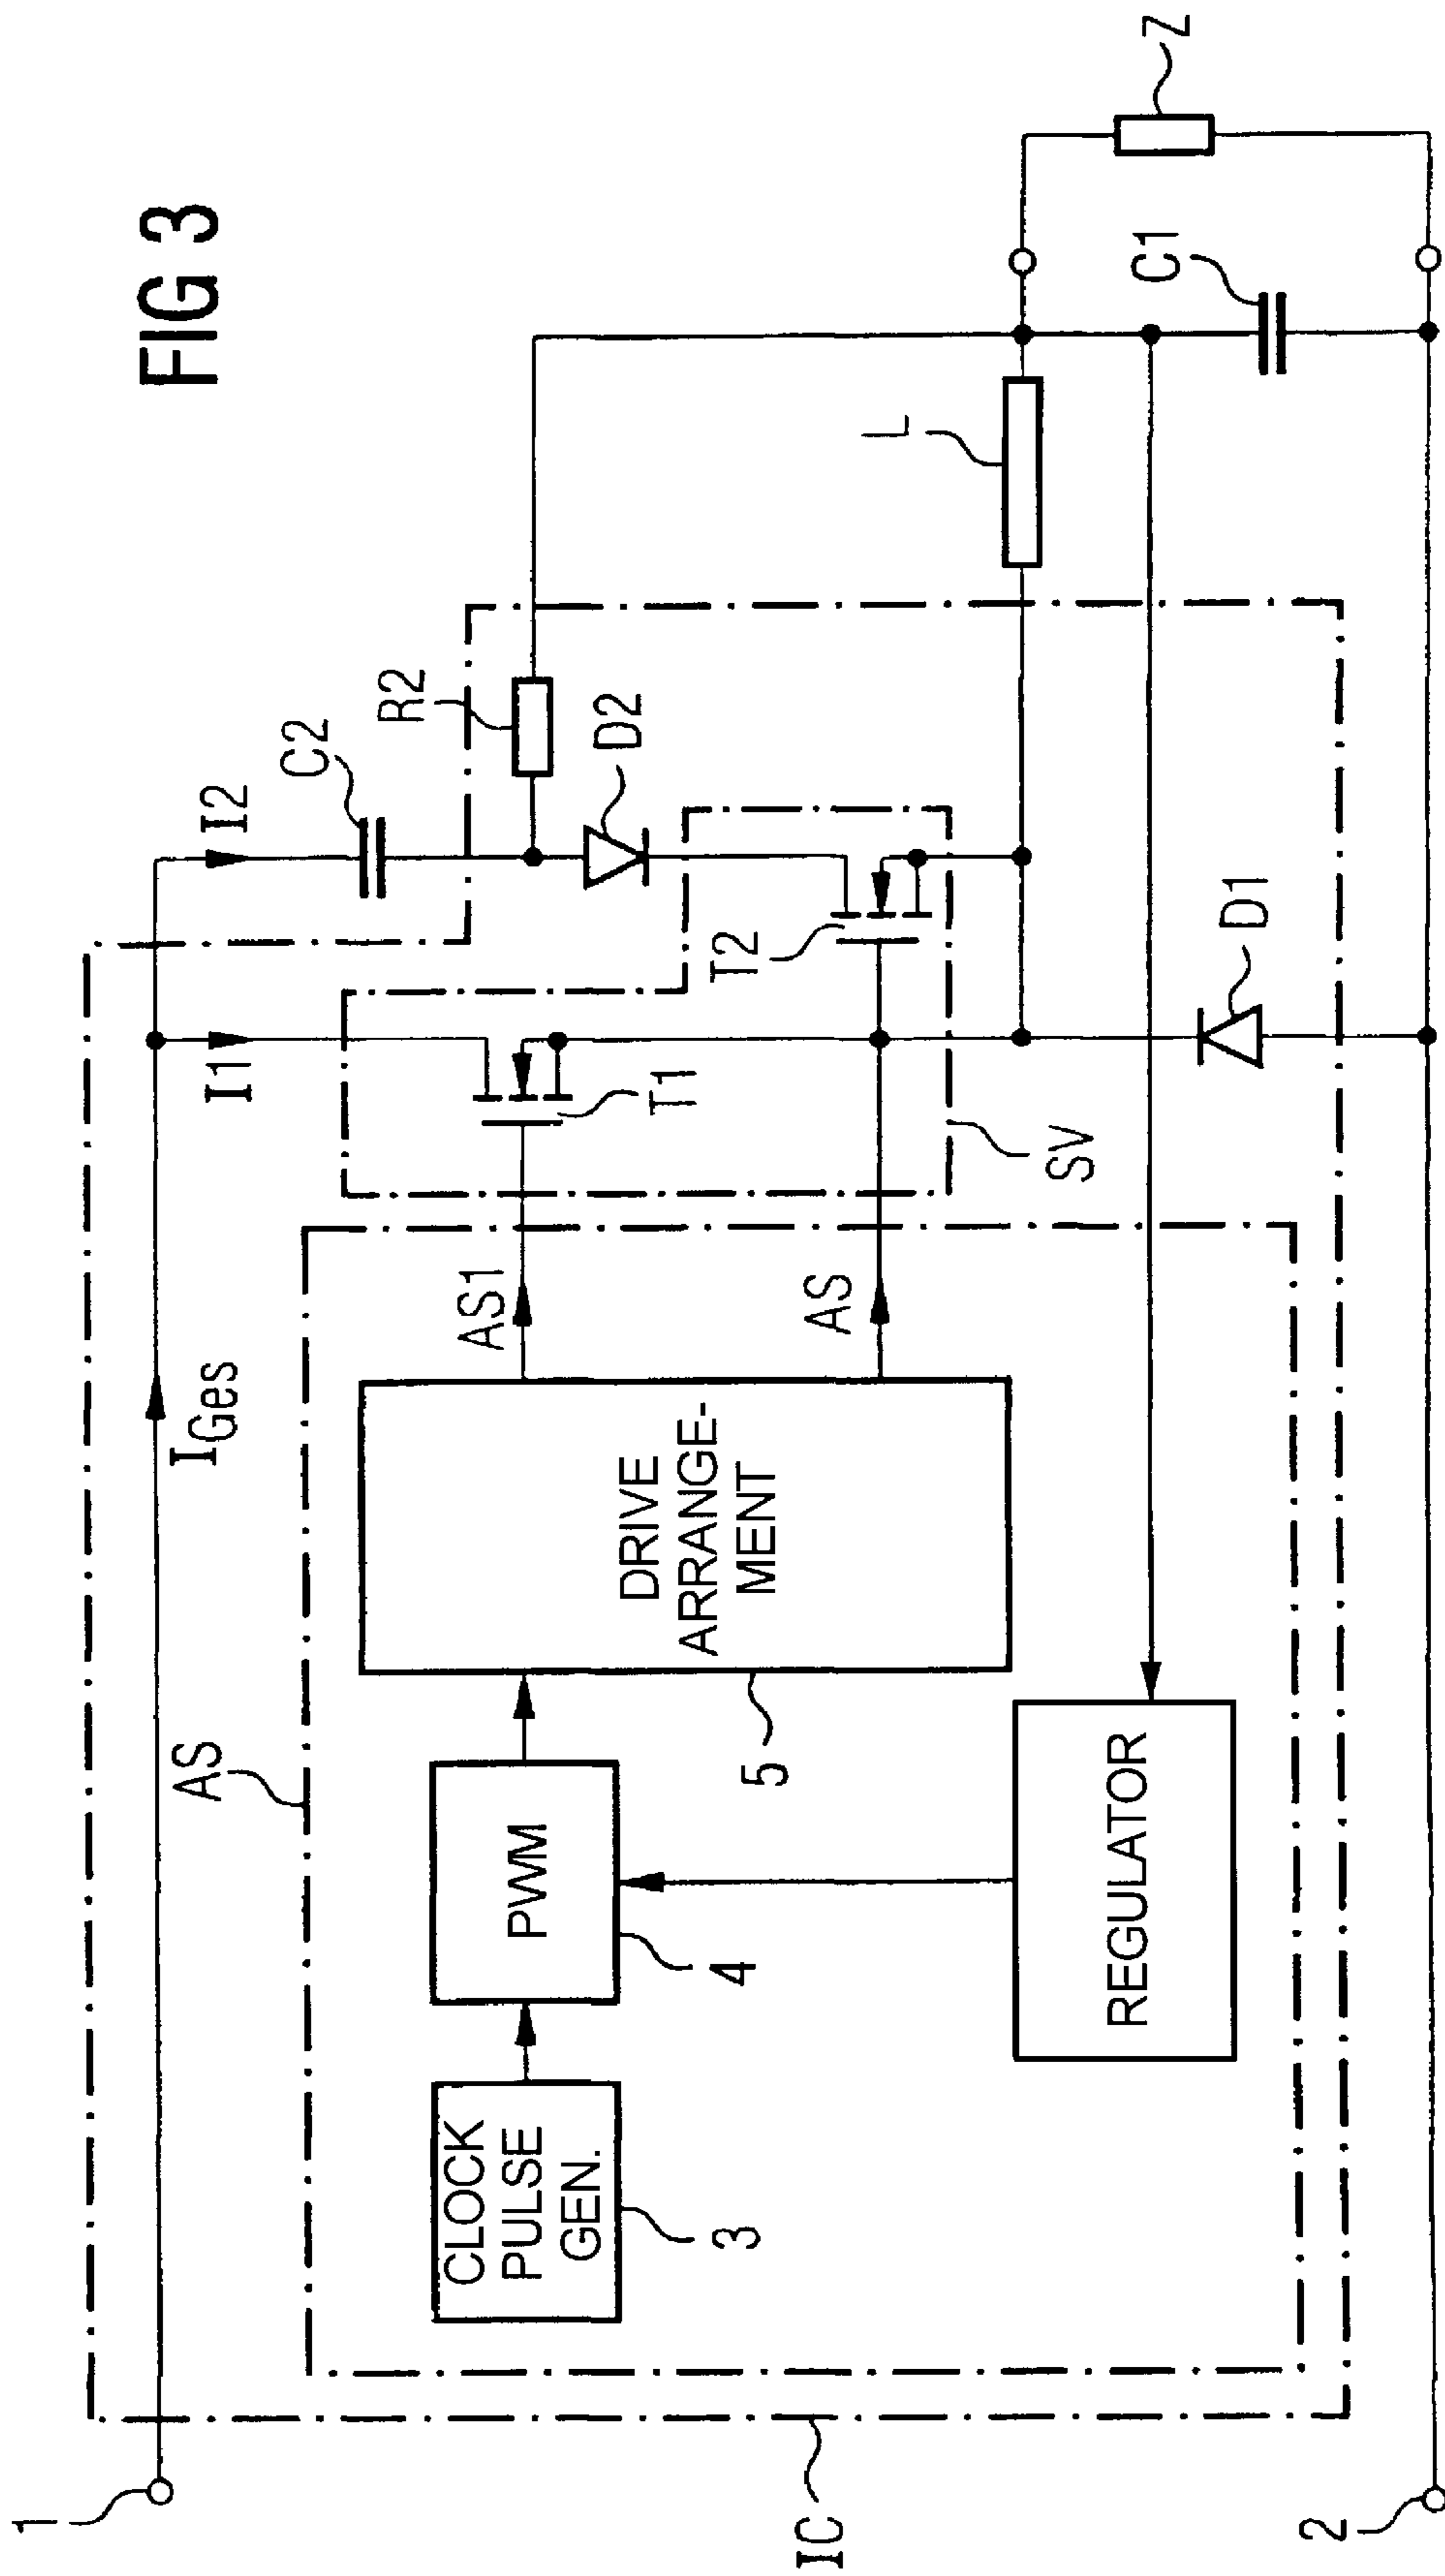 FIG 3
1
I Ges
I1
I2
C2
R2
D2
AS
AS1
T1
T2
L
Z
CLOCK
PULSE
GEN.
3
PWM
4
DRIVE
ARRANGE-
MENT
5
AS
SV
D1
C1
REGULATOR
IC
2